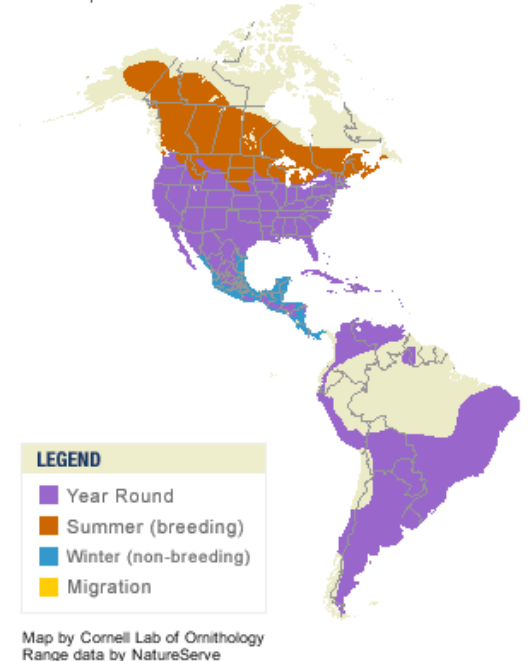 LEGEND
Year Round
Summer (breeding)
Winter (non-breeding)
Migration
Map by Cornell Lab of Ornithology
Range data by NatureServe